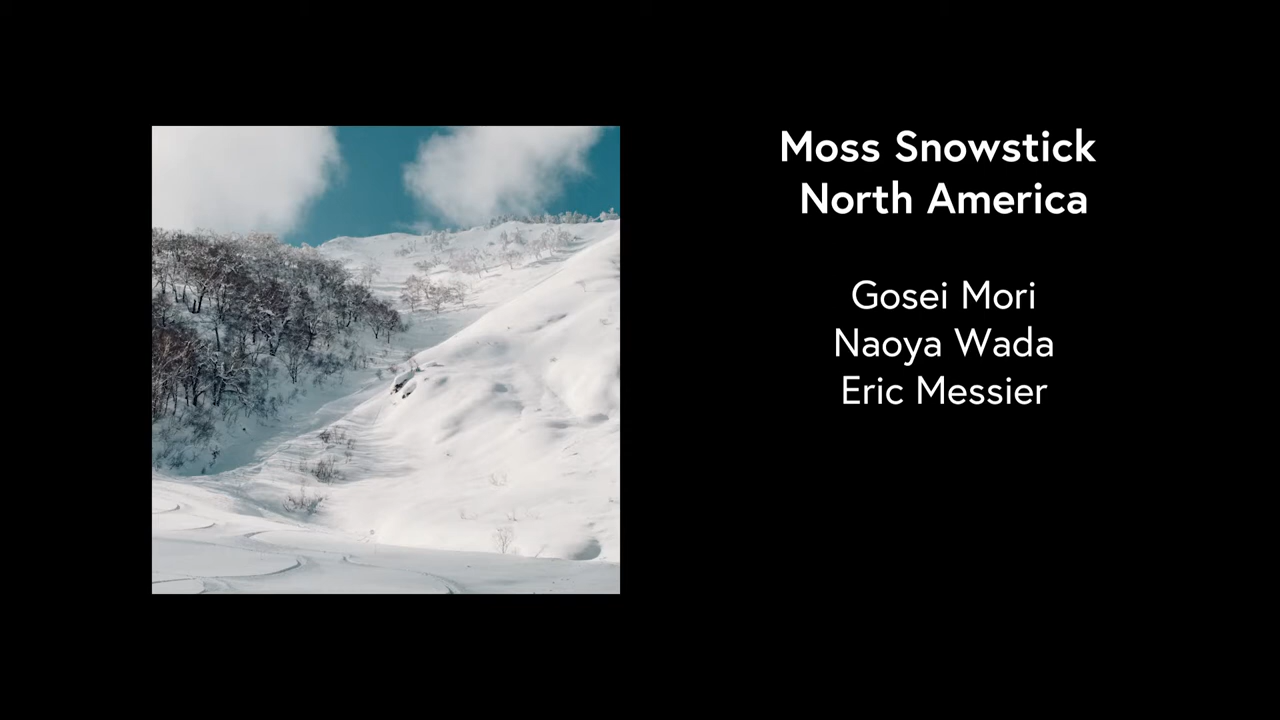 Moss Snowstick
North America
Gosei Mori
Naoya Wada
Eric Messier